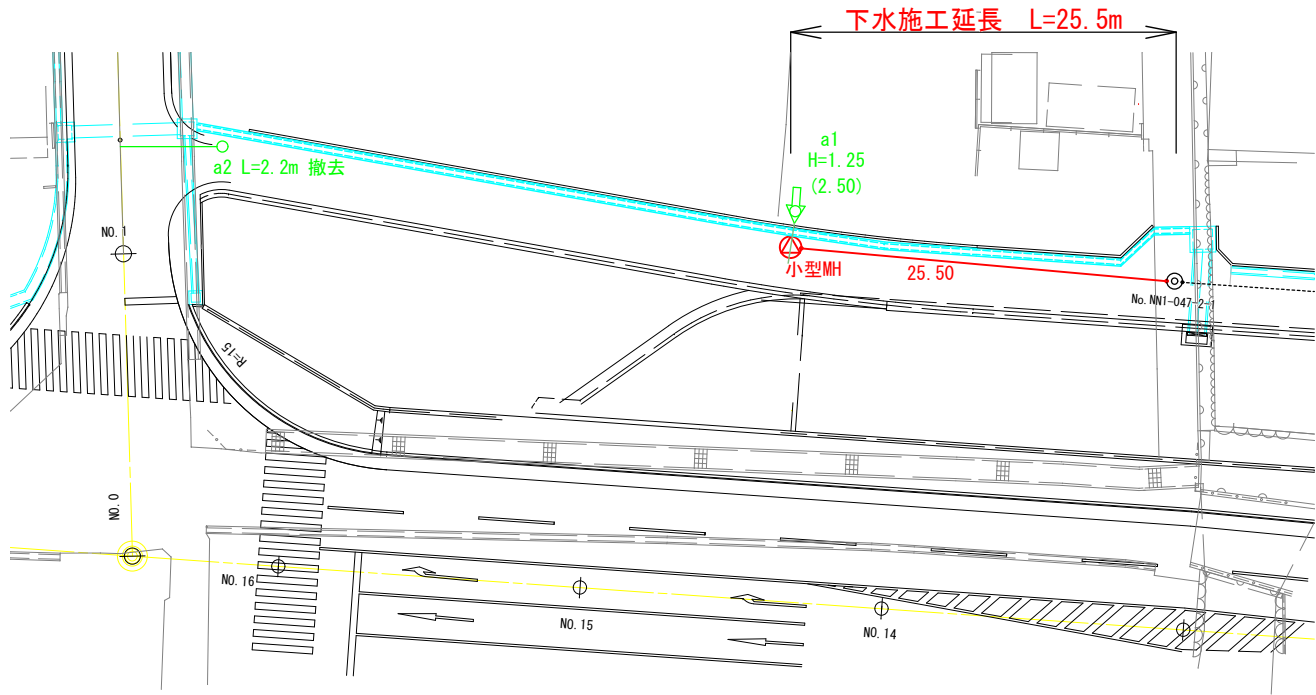 下水施工延長 L=25.5m
a1
H=1.25
(2.50)
a2 L=2.2m 撤去
NO.1
小型MH
25.50
No. NN1-047-2-1
R=15
NO.0
NO.16
NO.15
NO.14